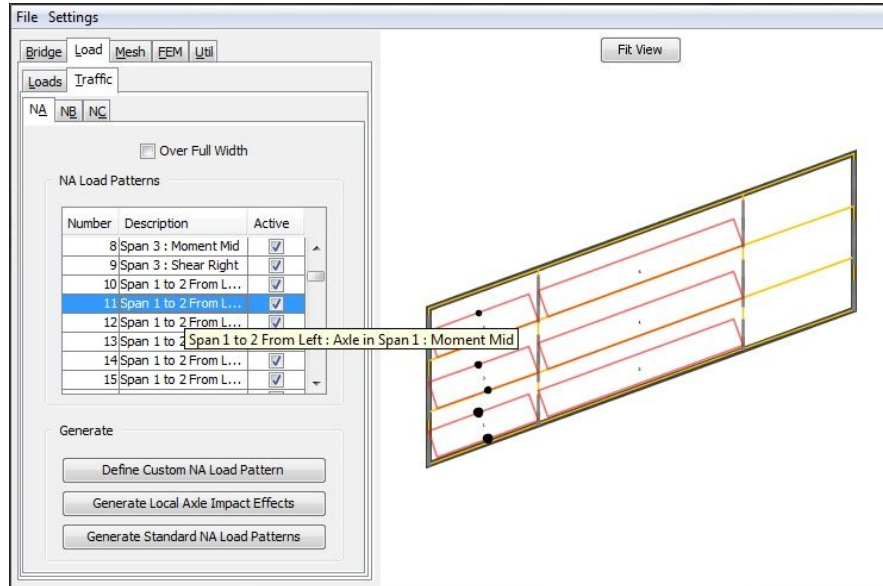 File Settings
Bridge Load Mesh FEM Util
Loads Traffic
NA NB NC
Over Full Width
NA Load Patterns
Number Description Active
8 Span 3 : Moment Mid
9 Span 3 : Shear Right
10 Span 1 to 2 From L...
11 Span 1 to 2 From L...
12 Span 1 to 2 From L...
13 Span 1 to 2
Span 1 to 2 From Left : Axle in Span 1 : Moment Mid
14 Span 1 to 2 From L...
15 Span 1 to 2 From L...
Generate
Define Custom NA Load Pattern
Generate Local Axle Impact Effects
Generate Standard NA Load Patterns
Fit View